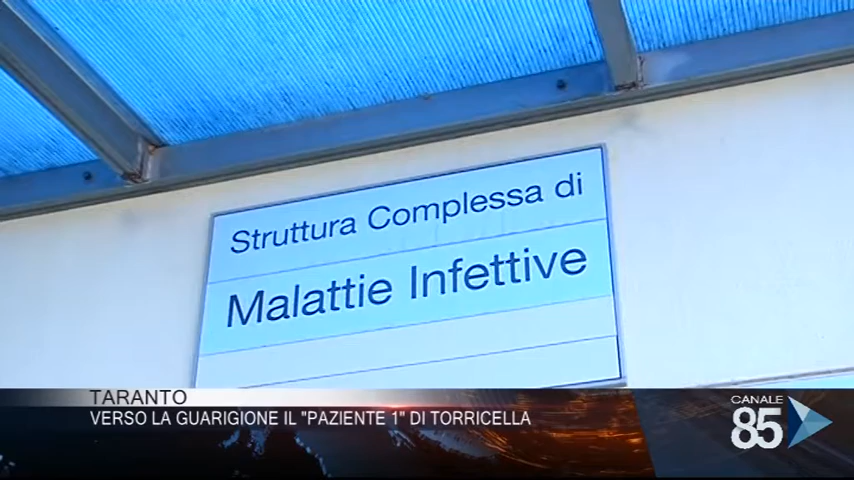 Struttura Complessa di
Malattie Infettive
TARANTO
VERSO LA GUARIGIONE IL "PAZIENTE 1" DI TORRICELLA
CANALE
85